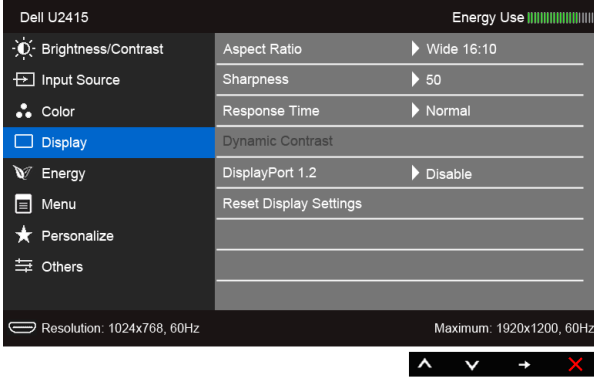 Dell U2415 Energy Use
Brightness/Contrast
Input Source
Color
Display
Energy
Menu
Personalize
Others
Aspect Ratio Wide 16:10
Sharpness 50
Response Time Normal
Dynamic Contrast
DisplayPort 1.2 Disable
Reset Display Settings
Resolution: 1024x768, 60Hz Maximum: 1920x1200, 60Hz